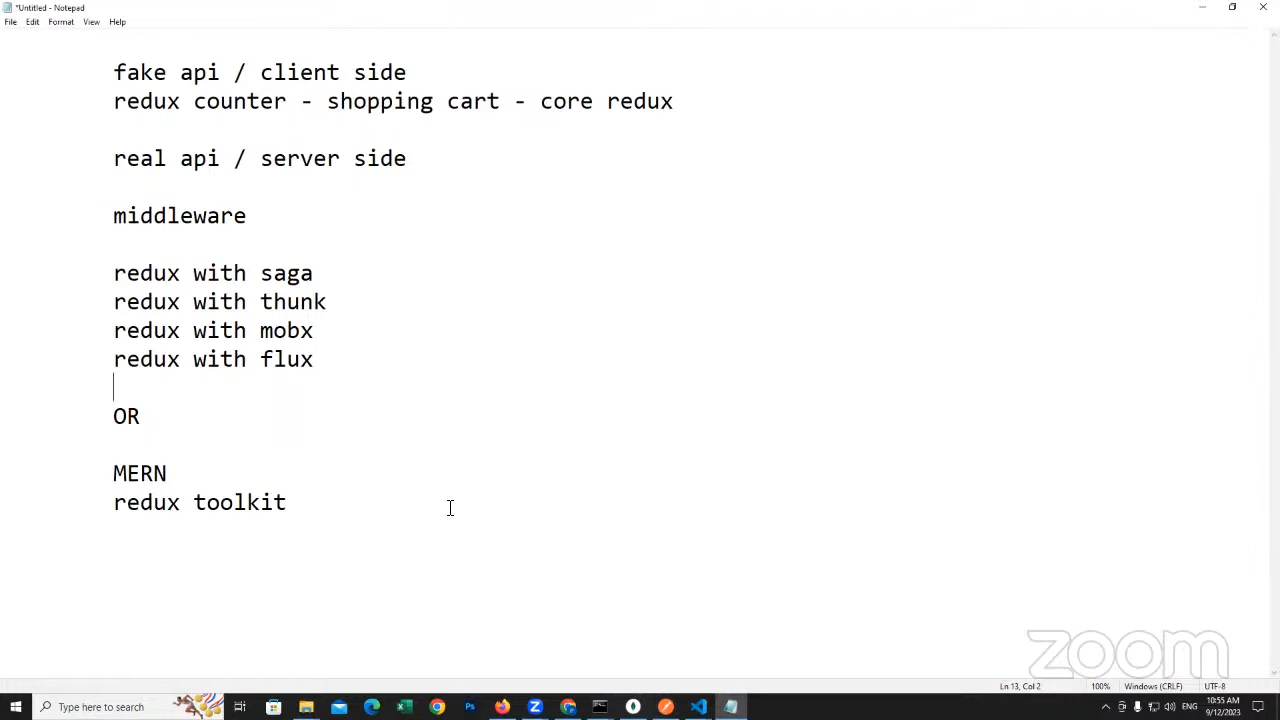 *Untitled - Notepad
File Edit Format View Help
fake api / client side
redux counter - shopping cart - core redux
real api / server side
middleware
redux with saga
redux with thunk
redux with mobx
redux with flux
OR
MERN
redux toolkit
zoom
Ln 13, Col 2 100% Windows (CRLF) UTF-8
Type here to search
ENG
10:55 AM
9/12/2023